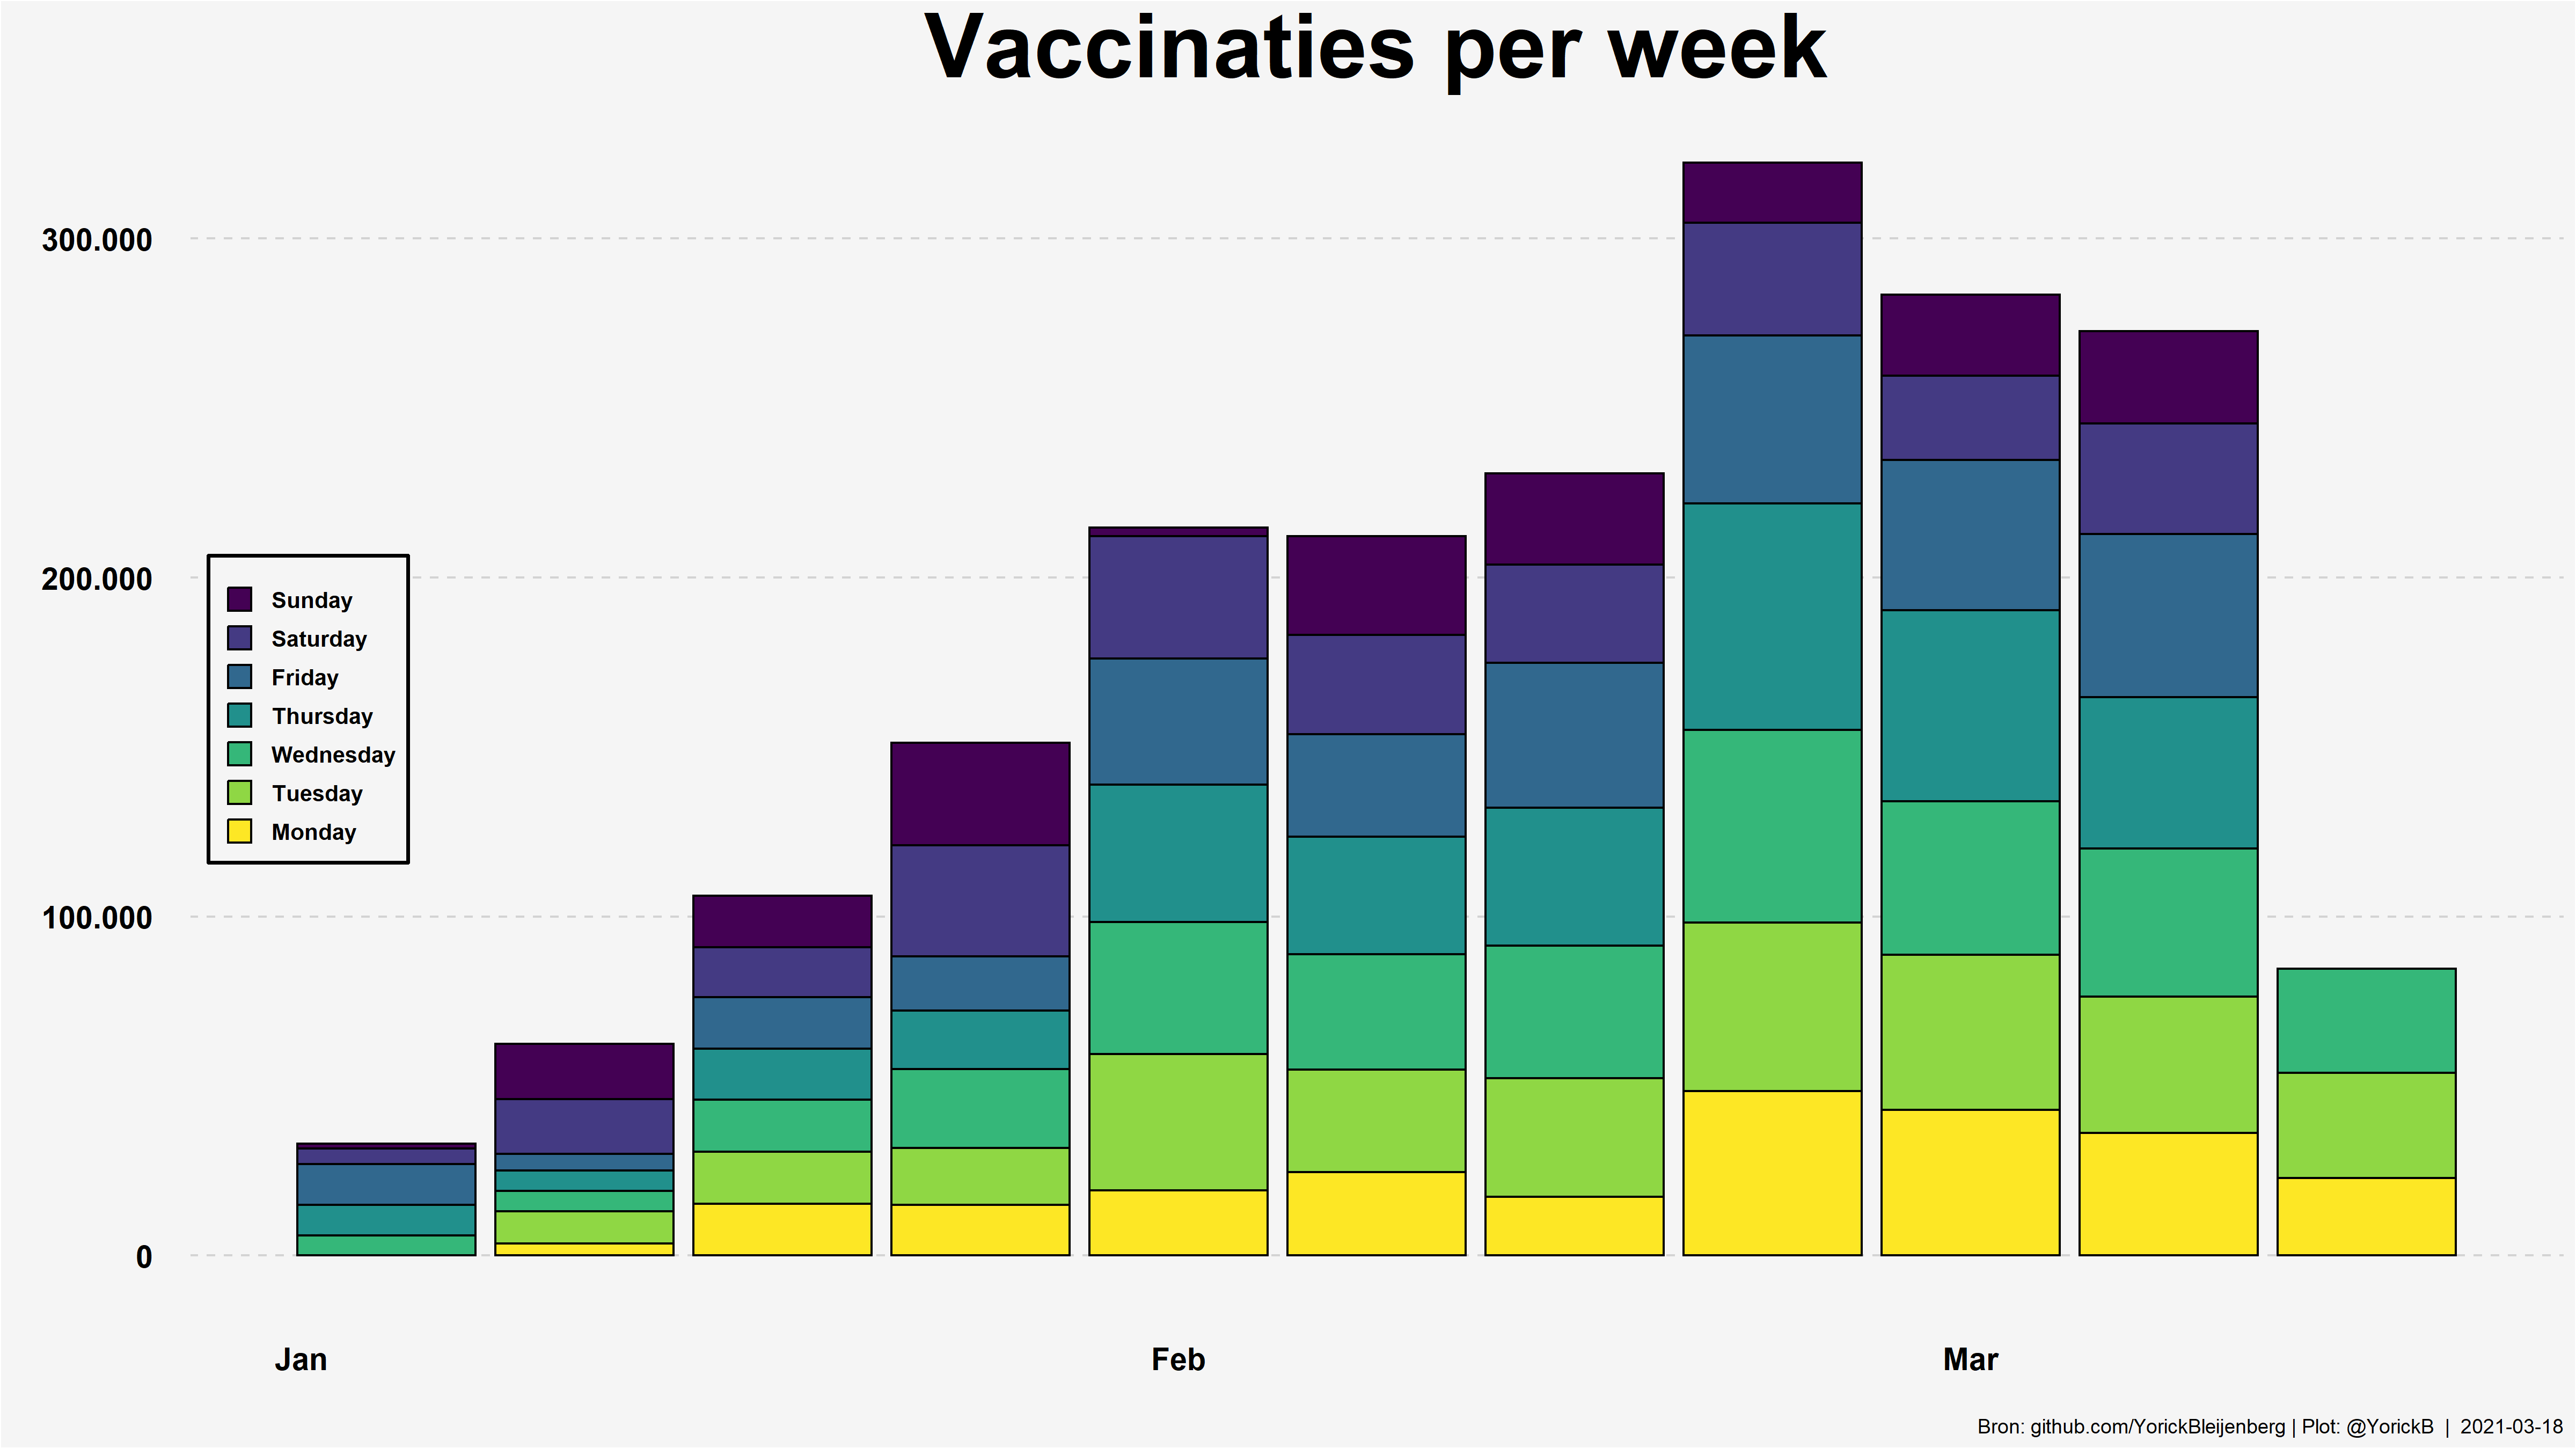 Vaccinaties per week
300.000
200.000
100.000
0
Sunday
Saturday
Friday
Thursday
Wednesday
Tuesday
Monday
Jan Feb Mar
Bron: github.com/YorickBleijenberg | Plot: @YorickB | 2021-03-18